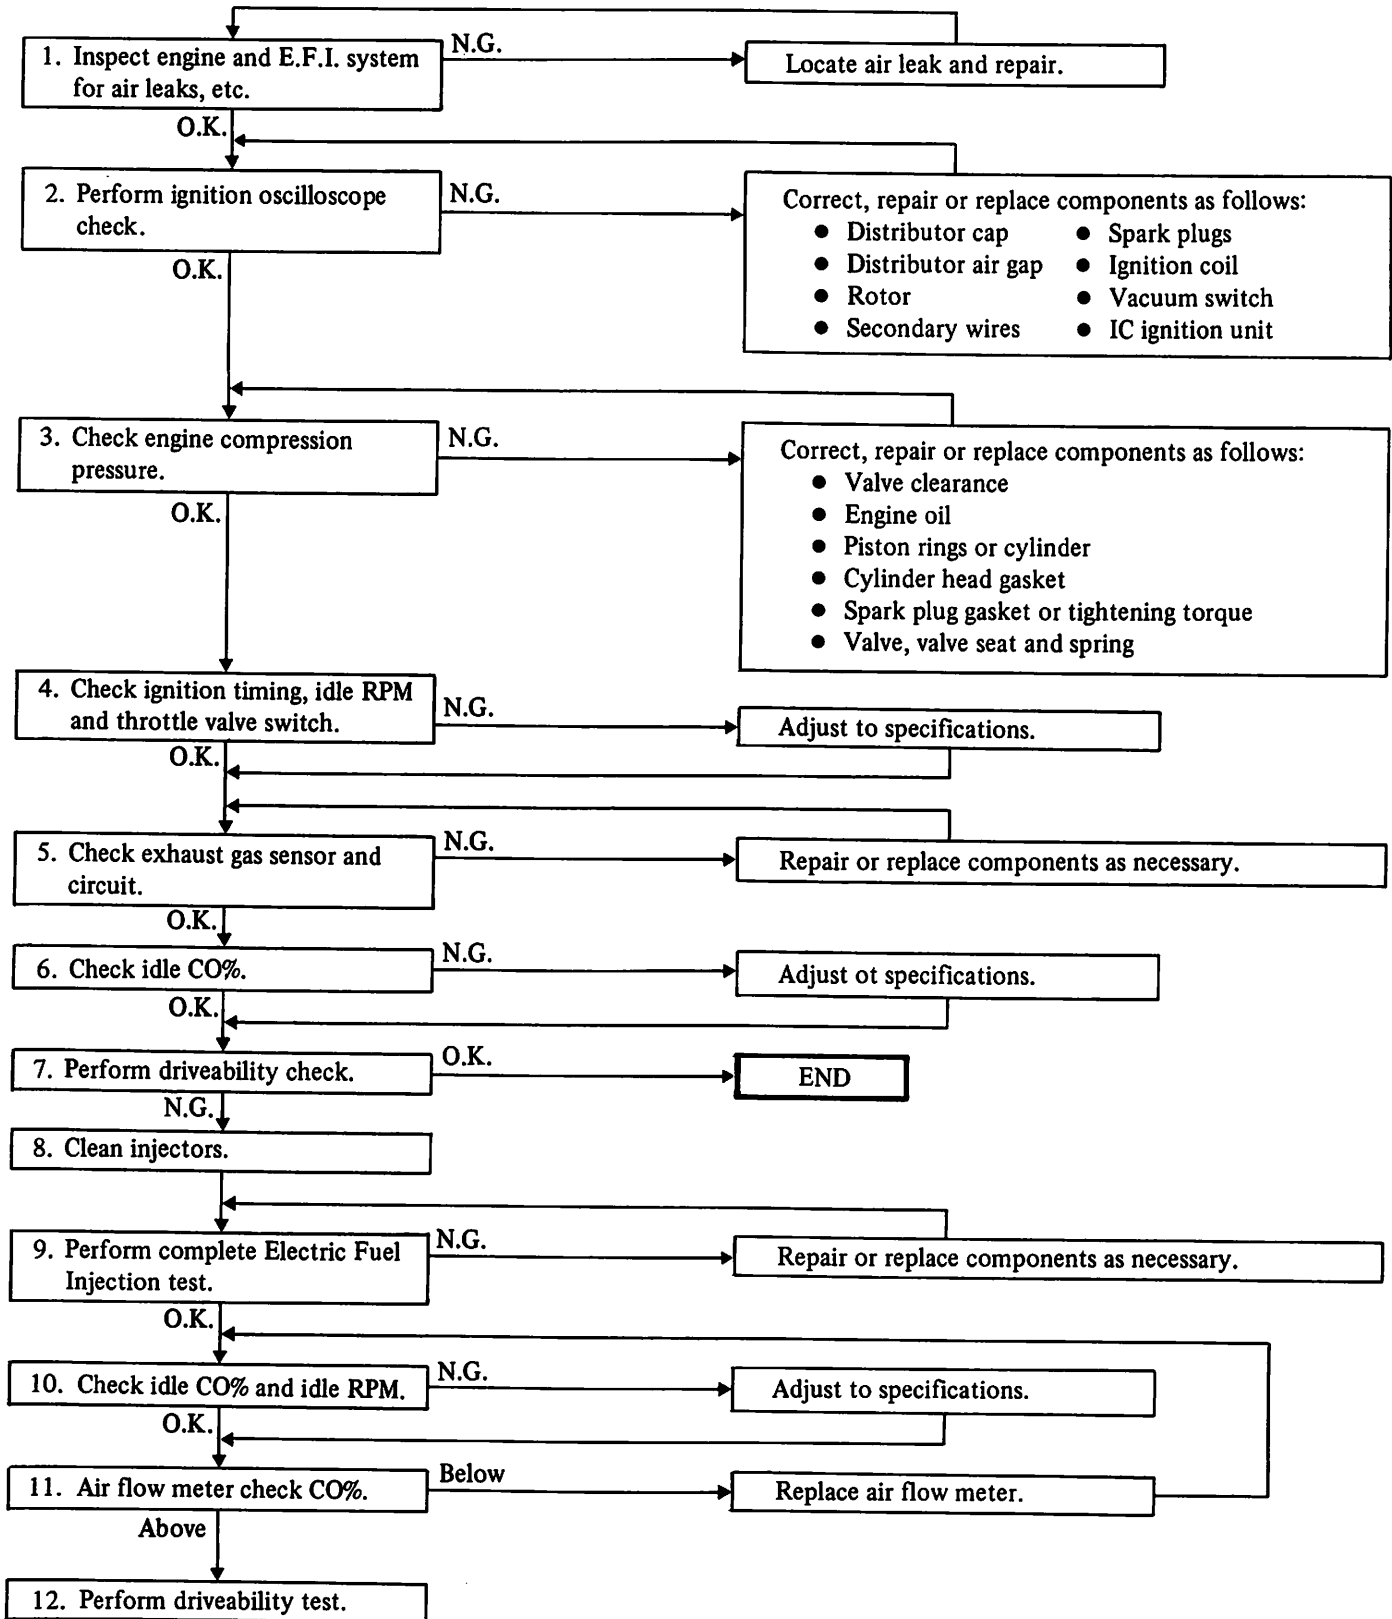 N.G.
1. Inspect engine and E.F.I. system
for air leaks, etc.
Locate air leak and repair.
O.K.
2. Perform ignition oscilloscope
check.
N.G.
Correct, repair or replace components as follows:
● Distributor cap ● Spark plugs
● Distributor air gap ● Ignition coil
● Rotor ● Vacuum switch
● Secondary wires ● IC ignition unit
O.K.
3. Check engine compression
pressure.
N.G.
Correct, repair or replace components as follows:
● Valve clearance
● Engine oil
● Piston rings or cylinder
● Cylinder head gasket
● Spark plug gasket or tightening torque
● Valve, valve seat and spring
O.K.
4. Check ignition timing, idle RPM
and throttle valve switch.
N.G.
Adjust to specifications.
O.K.
5. Check exhaust gas sensor and
circuit.
N.G.
Repair or replace components as necessary.
O.K.
6. Check idle CO%.
N.G.
Adjust ot specifications.
O.K.
7. Perform driveability check.
O.K.
END
N.G.
8. Clean injectors.
9. Perform complete Electric Fuel
Injection test.
N.G.
Repair or replace components as necessary.
O.K.
10. Check idle CO% and idle RPM.
N.G.
Adjust to specifications.
O.K.
11. Air flow meter check CO%.
Below
Replace air flow meter.
Above
12. Perform driveability test.